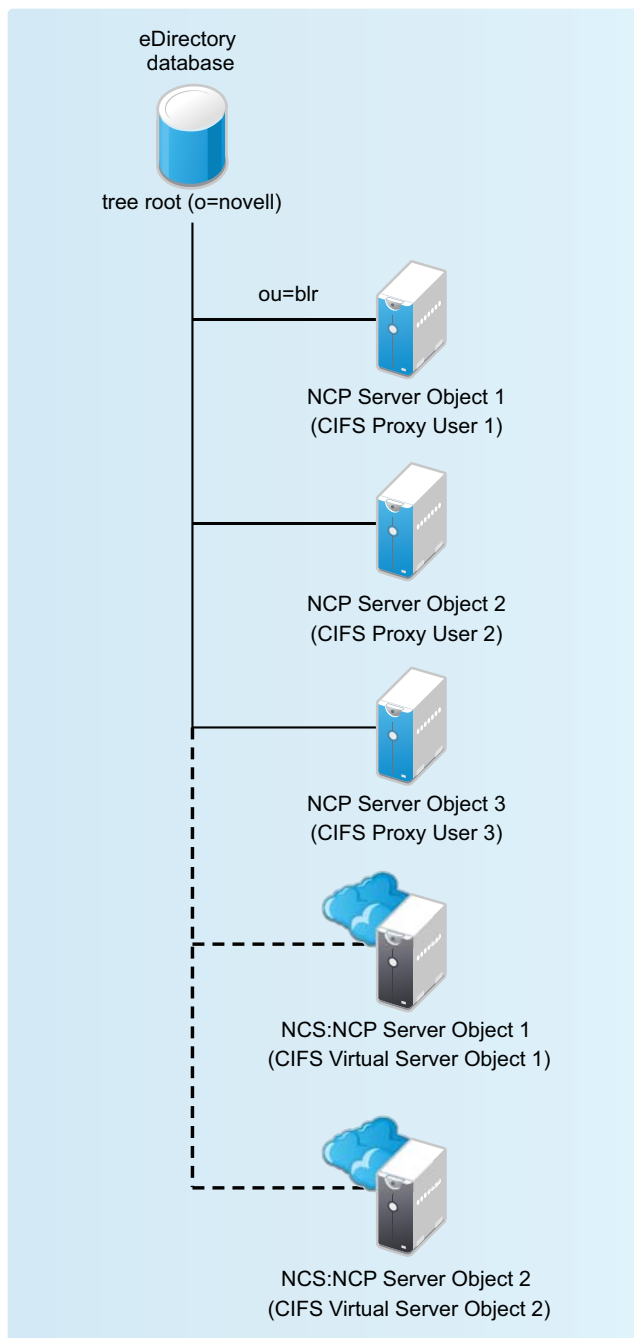 eDirectory
database
tree root (o=novell)
ou=blr
NCP Server Object 1
(CIFS Proxy User 1)
NCP Server Object 2
(CIFS Proxy User 2)
NCP Server Object 3
(CIFS Proxy User 3)
NCS:NCP Server Object 1
(CIFS Virtual Server Object 1)
NCS:NCP Server Object 2
(CIFS Virtual Server Object 2)